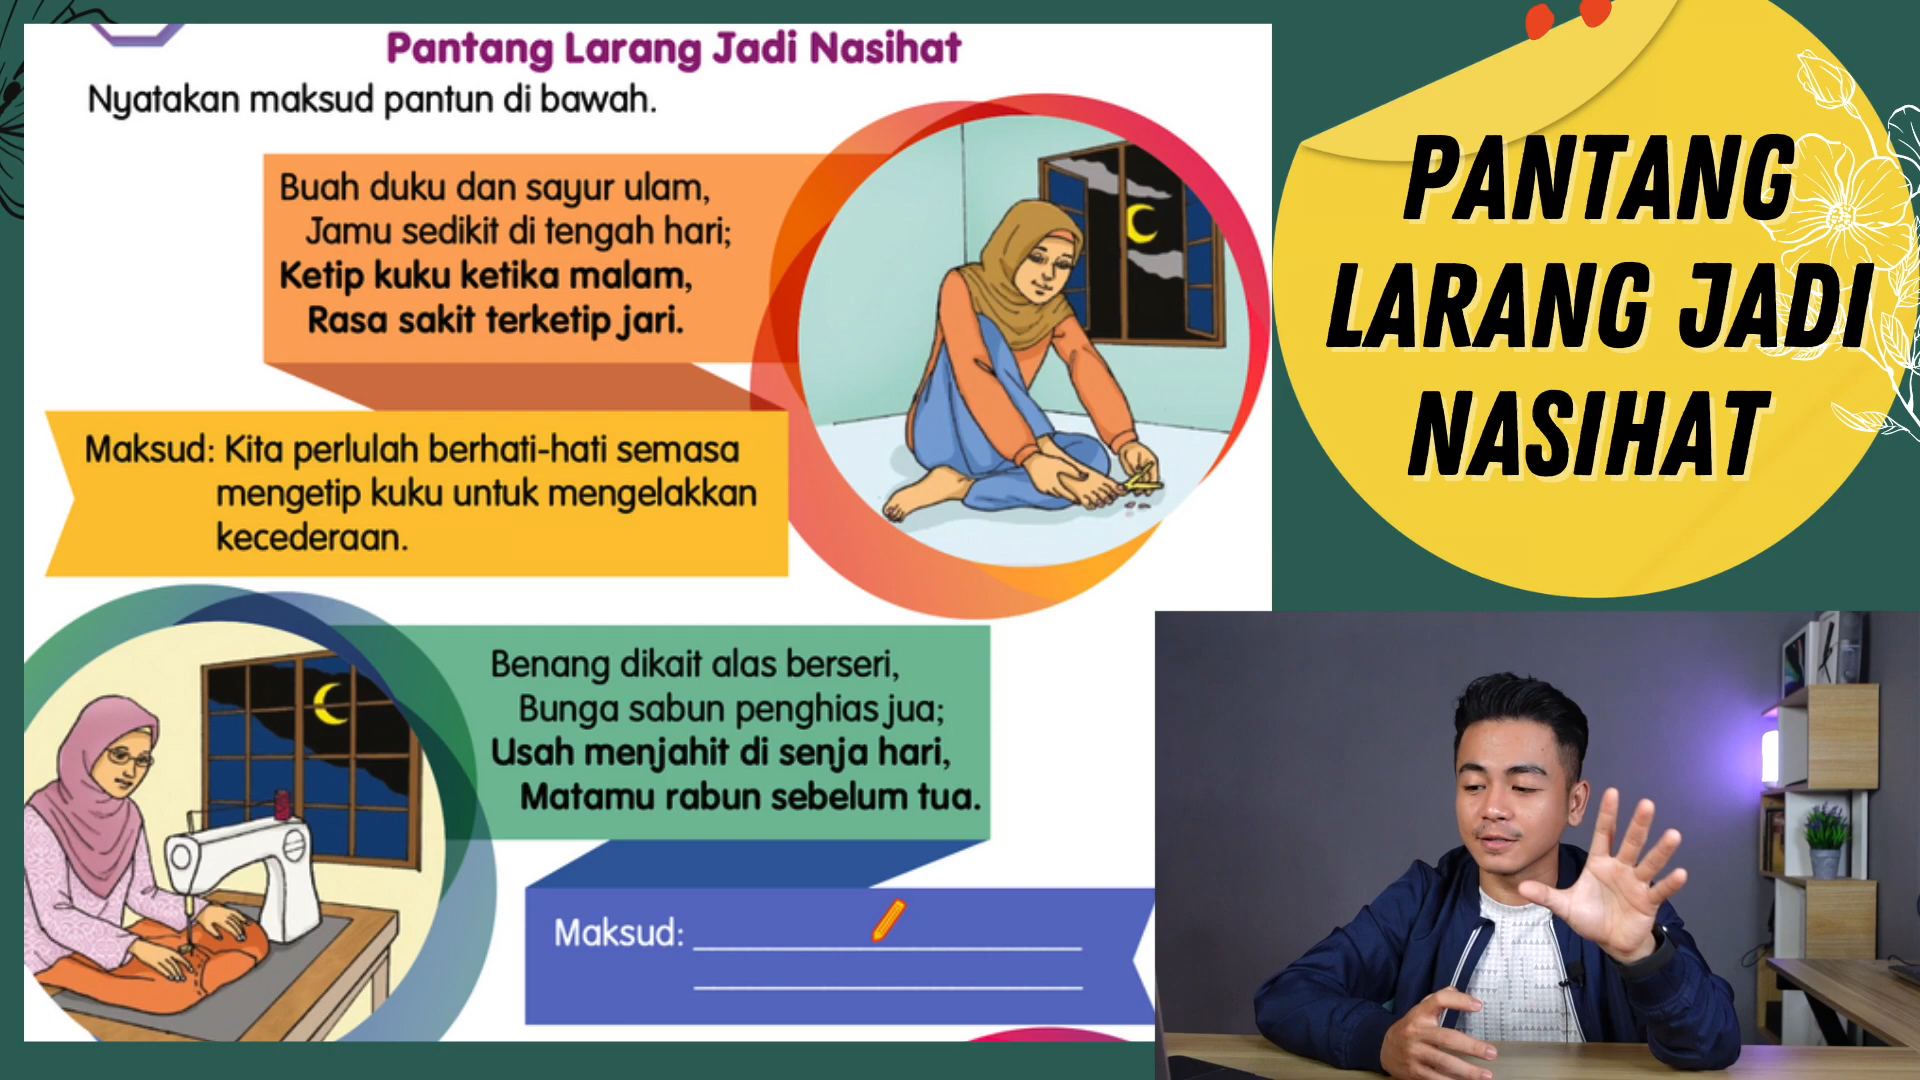 Pantang Larang Jadi Nasihat
Nyatakan maksud pantun di bawah.
Buah duku dan sayur ulam,
Jamu sedikit di tengah hari;
Ketip kuku ketika malam,
Rasa sakit terketip jari.
Maksud: Kita perlulah berhati-hati semasa
mengetip kuku untuk mengelakkan
kecederaan.
Benang dikait alas berseri,
Bunga sabun penghias jua;
Usah menjahit di senja hari,
Matamu rabun sebelum tua.
Maksud:
PANTANG
LARANG JADI
NASIHAT